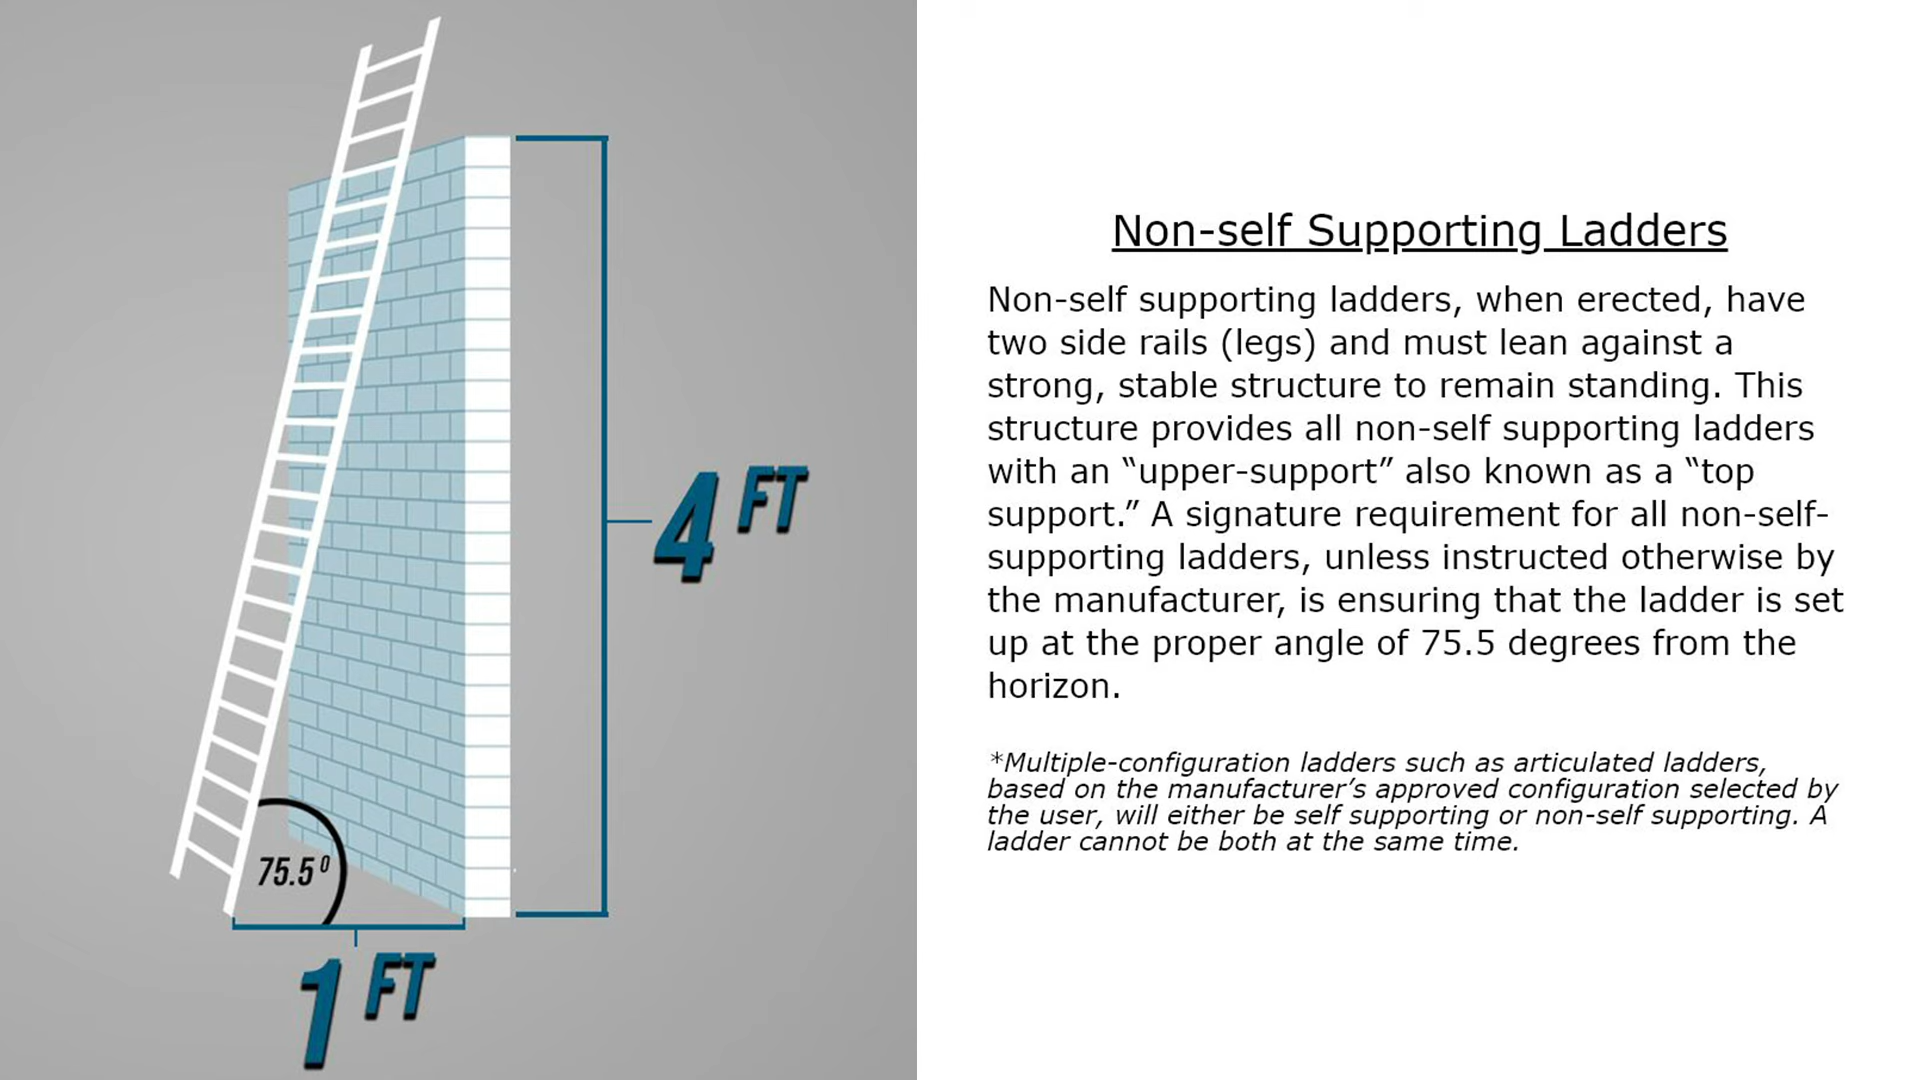 4 FT
75.5⁰
1 FT
Non-self Supporting Ladders
Non-self supporting ladders, when erected, have
two side rails (legs) and must lean against a
strong, stable structure to remain standing. This
structure provides all non-self supporting ladders
with an “upper-support” also known as a “top
support.” A signature requirement for all non-self-
supporting ladders, unless instructed otherwise by
the manufacturer, is ensuring that the ladder is set
up at the proper angle of 75.5 degrees from the
horizon.
*Multiple-configuration ladders such as articulated ladders,
based on the manufacturer’s approved configuration selected by
the user, will either be self supporting or non-self supporting. A
ladder cannot be both at the same time.